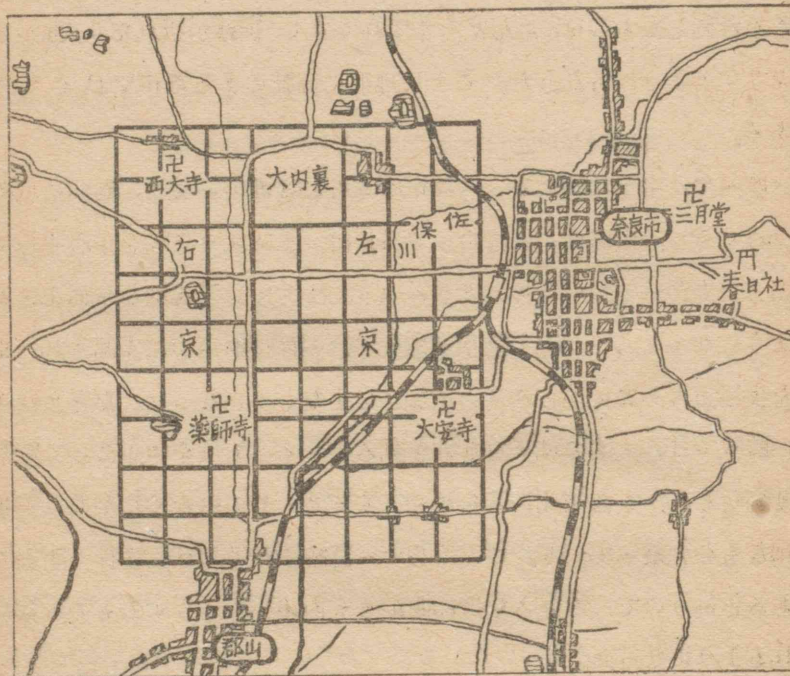 西大寺
大内裏
右京
左京
佐保川
奈良市
三月堂
春日社
薬師寺
大安寺
郡山